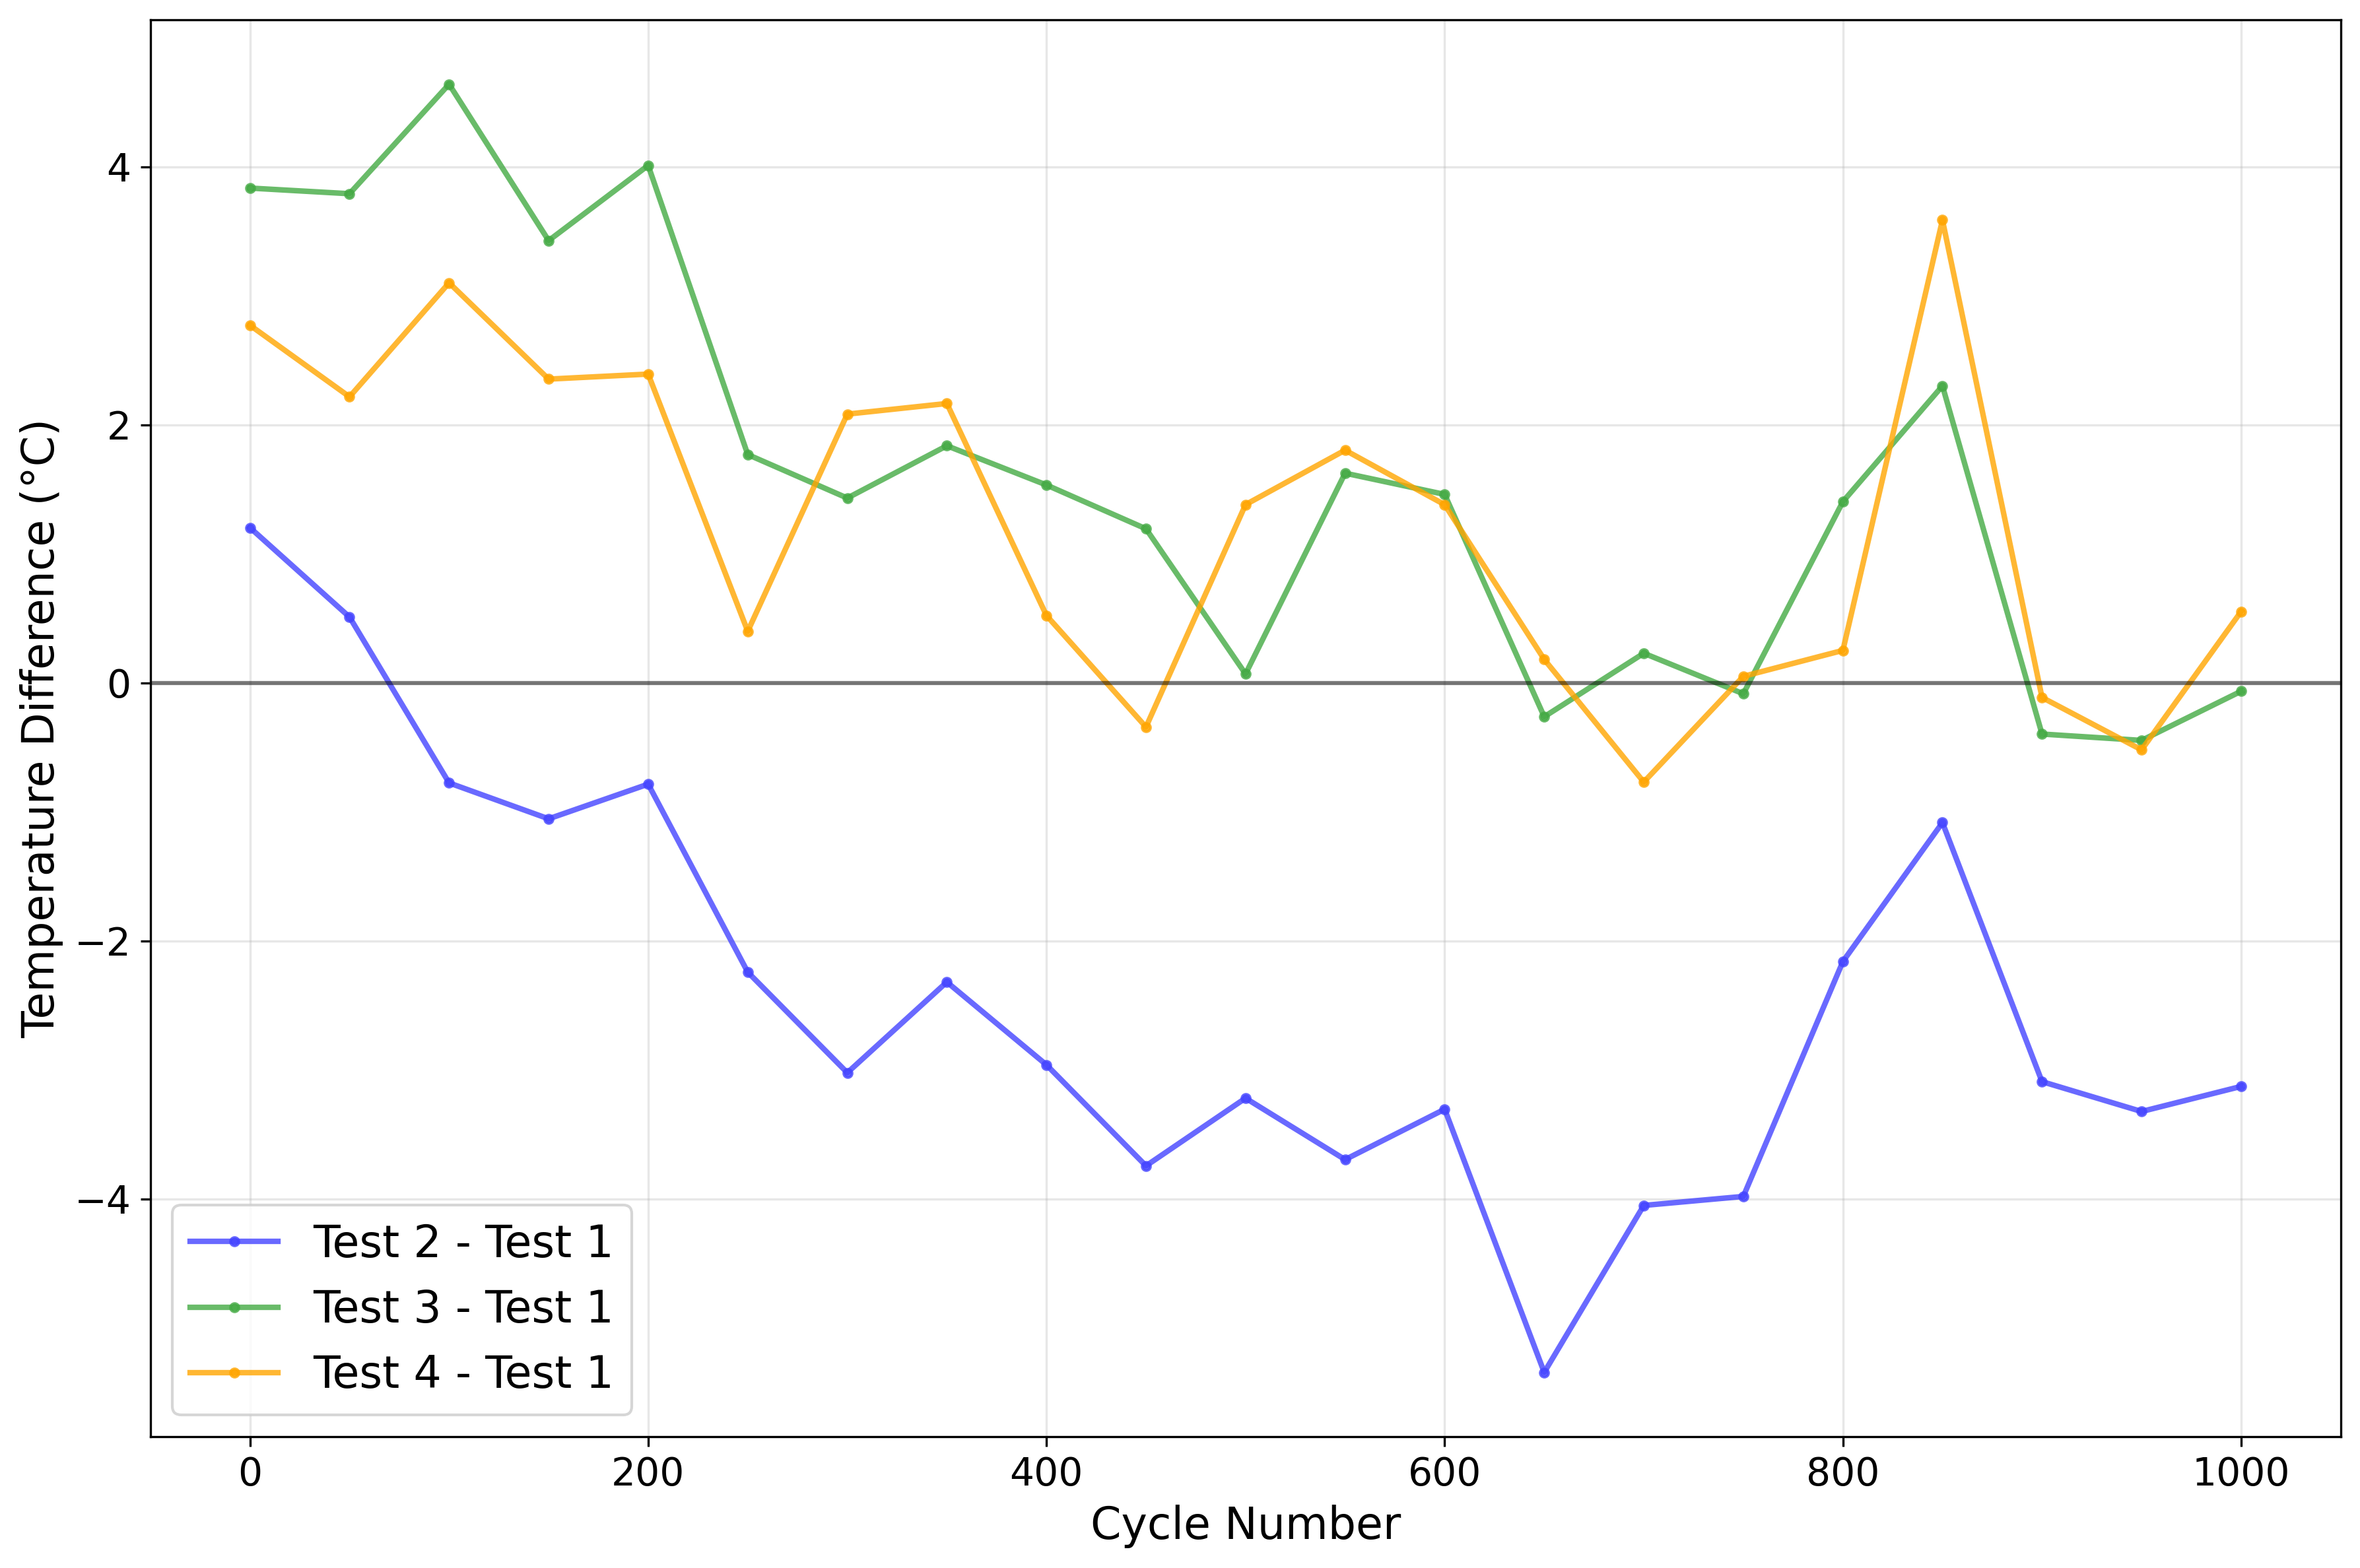 Temperature Difference (°C)
4
2
0
−2
−4
Test 2 - Test 1
Test 3 - Test 1
Test 4 - Test 1
0 200 400 600 800 1000
Cycle Number